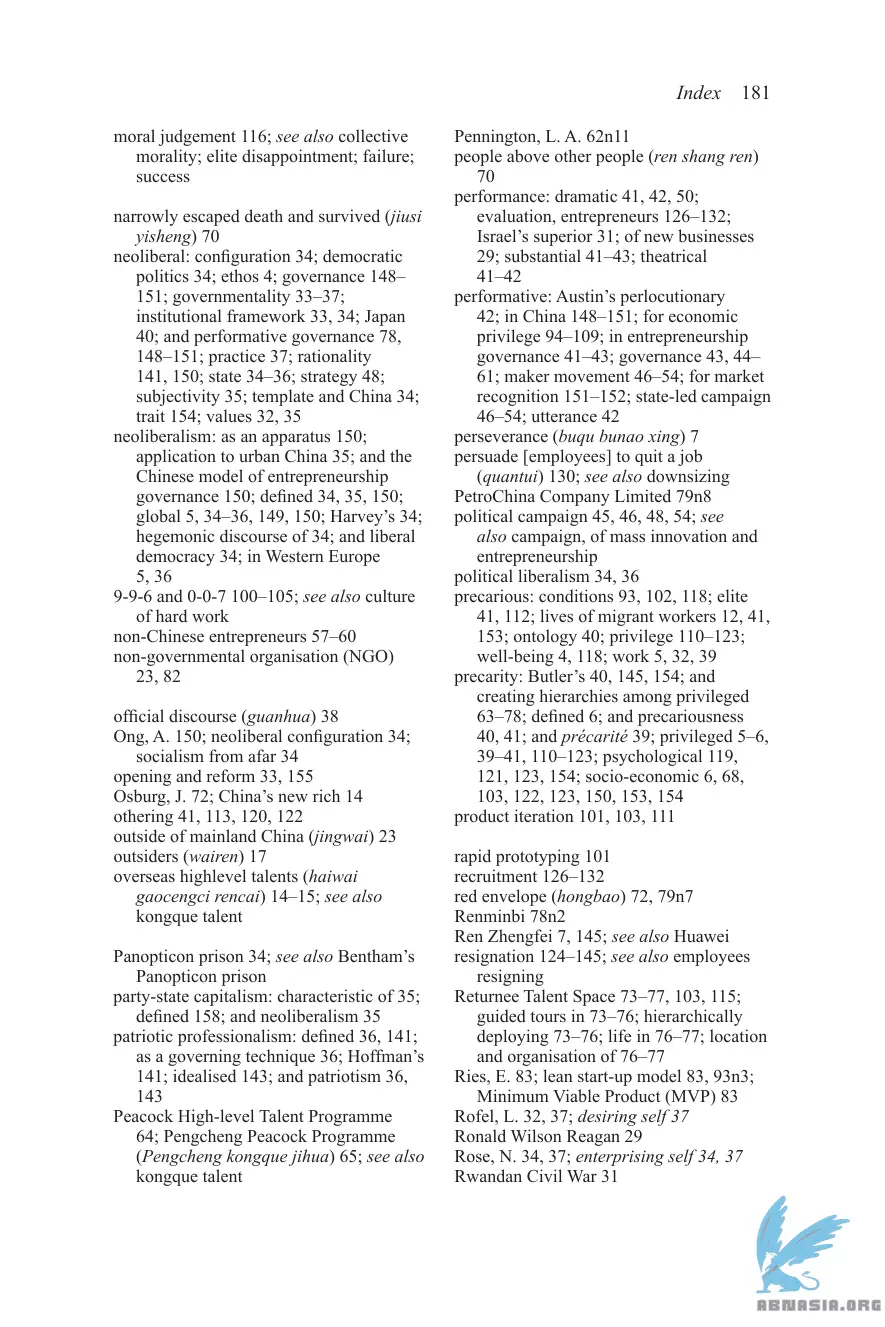 Index 181
moral judgement 116; see also collective
morality; elite disappointment; failure;
success
narrowly escaped death and survived (jiusi
yisheng) 70
neoliberal: configuration 34; democratic
politics 34; ethos 4; governance 148–
151; governmentality 33–37;
institutional framework 33, 34; Japan
40; and performative governance 78,
148–151; practice 37; rationality
141, 150; state 34–36; strategy 48;
subjectivity 35; template and China 34;
trait 154; values 32, 35
neoliberalism: as an apparatus 150;
application to urban China 35; and the
Chinese model of entrepreneurship
governance 150; defined 34, 35, 150;
global 5, 34–36, 149, 150; Harvey’s 34;
hegemonic discourse of 34; and liberal
democracy 34; in Western Europe
5, 36
9-9-6 and 0-0-7 100–105; see also culture
of hard work
non-Chinese entrepreneurs 57–60
non-governmental organisation (NGO)
23, 82
official discourse (guanhua) 38
Ong, A. 150; neoliberal configuration 34;
socialism from afar 34
opening and reform 33, 155
Osburg, J. 72; China’s new rich 14
othering 41, 113, 120, 122
outside of mainland China (jingwai) 23
outsiders (wairen) 17
overseas highlevel talents (haiwai
gaocengci rencai) 14–15; see also
kongque talent
Panopticon prison 34; see also Bentham’s
Panopticon prison
party-state capitalism: characteristic of 35;
defined 158; and neoliberalism 35
patriotic professionalism: defined 36, 141;
as a governing technique 36; Hoffman’s
141; idealised 143; and patriotism 36,
143
Peacock High-level Talent Programme
64; Pengcheng Peacock Programme
(Pengcheng kongque jihua) 65; see also
kongque talent
Pennington, L. A. 62n11
people above other people (ren shang ren)
70
performance: dramatic 41, 42, 50;
evaluation, entrepreneurs 126–132;
Israel’s superior 31; of new businesses
29; substantial 41–43; theatrical
41–42
performative: Austin’s perlocutionary
42; in China 148–151; for economic
privilege 94–109; in entrepreneurship
governance 41–43; governance 43, 44–
61; maker movement 46–54; for market
recognition 151–152; state-led campaign
46–54; utterance 42
perseverance (buqu bunao xing) 7
persuade [employees] to quit a job
(quantui) 130; see also downsizing
PetroChina Company Limited 79n8
political campaign 45, 46, 48, 54; see
also campaign, of mass innovation and
entrepreneurship
political liberalism 34, 36
precarious: conditions 93, 102, 118; elite
41, 112; lives of migrant workers 12, 41,
153; ontology 40; privilege 110–123;
well-being 4, 118; work 5, 32, 39
precarity: Butler’s 40, 145, 154; and
creating hierarchies among privileged
63–78; defined 6; and precariousness
40, 41; and précarité 39; privileged 5–6,
39–41, 110–123; psychological 119,
121, 123, 154; socio-economic 6, 68,
103, 122, 123, 150, 153, 154
product iteration 101, 103, 111
rapid prototyping 101
recruitment 126–132
red envelope (hongbao) 72, 79n7
Renminbi 78n2
Ren Zhengfei 7, 145; see also Huawei
resignation 124–145; see also employees
resigning
Returnee Talent Space 73–77, 103, 115;
guided tours in 73–76; hierarchically
deploying 73–76; life in 76–77; location
and organisation of 76–77
Ries, E. 83; lean start-up model 83, 93n3;
Minimum Viable Product (MVP) 83
Rofel, L. 32, 37; desiring self 37
Ronald Wilson Reagan 29
Rose, N. 34, 37; enterprising self 34, 37
Rwandan Civil War 31
ABNASIA.ORG